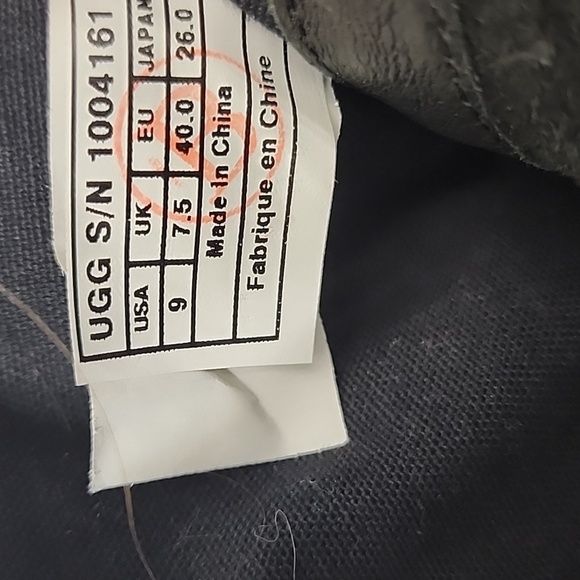 UGG S/N 1004161
USA UK EU JAPAN
9 7.5 40.0 26.0
Made in China
Fabrique en Chine